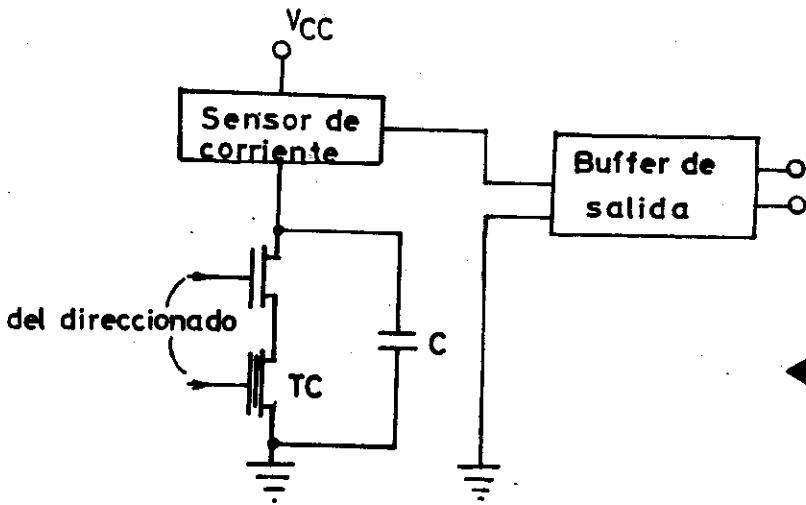 VCC
Sensor de
corriente
Buffer de
salida
del direccionado
TC
C